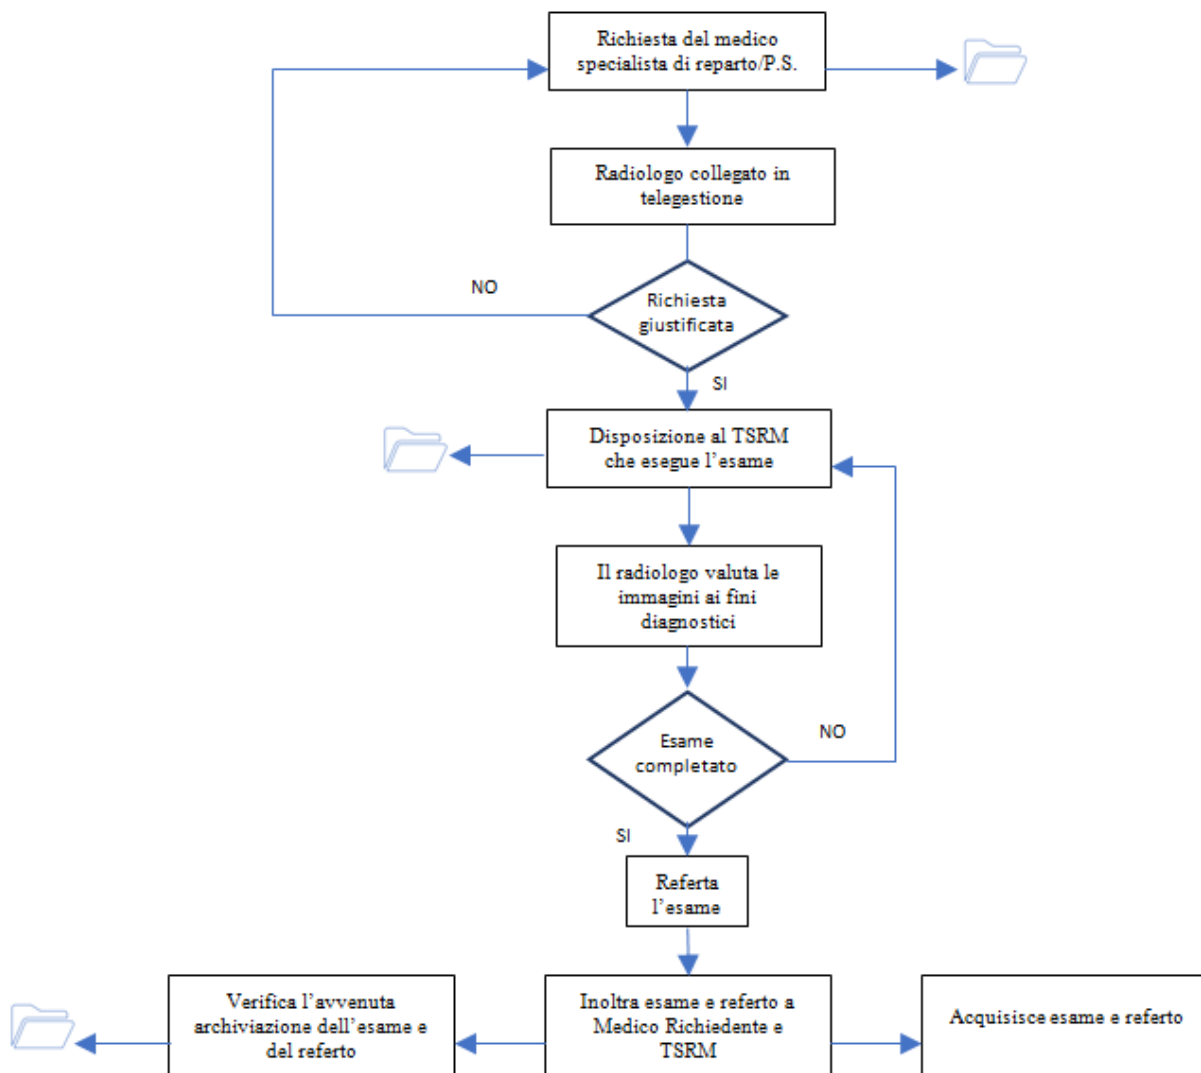 Richiesta del medico
specialista di reparto/P.S.
Radiologo collegato in
telegestione
NO
Richiesta
giustificata
SI
Disposizione al TSRM
che esegue l’esame
Il radiologo valuta le
immagini ai fini
diagnostici
Esame
completato
NO
SI
Referta
l’esame
Verifica l’avvenuta
archiviazione dell’esame e
del referto
Inoltra esame e referto a
Medico Richiedente e
TSRM
Acquisisce esame e referto